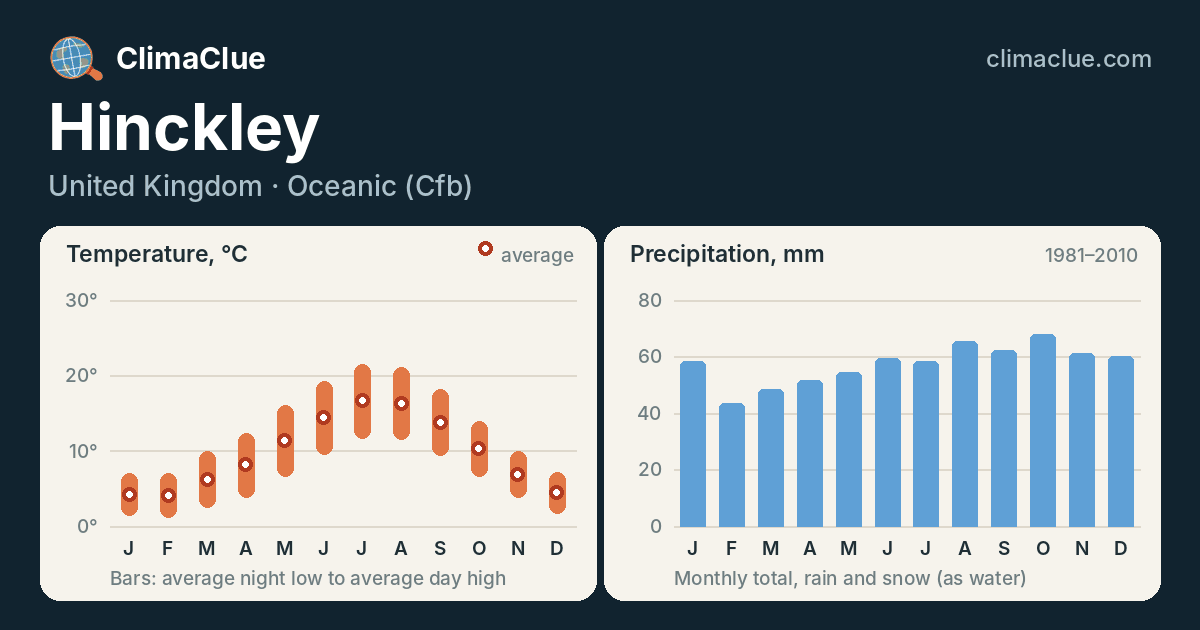 ClimaClue
climaclue.com
Hinckley
United Kingdom · Oceanic (Cfb)
Temperature, °C
average
30°
20°
10°
0°
J F M A M J J A S O N D
Bars: average night low to average day high
Precipitation, mm
1981–2010
80
60
40
20
0
J F M A M J J A S O N D
Monthly total, rain and snow (as water)